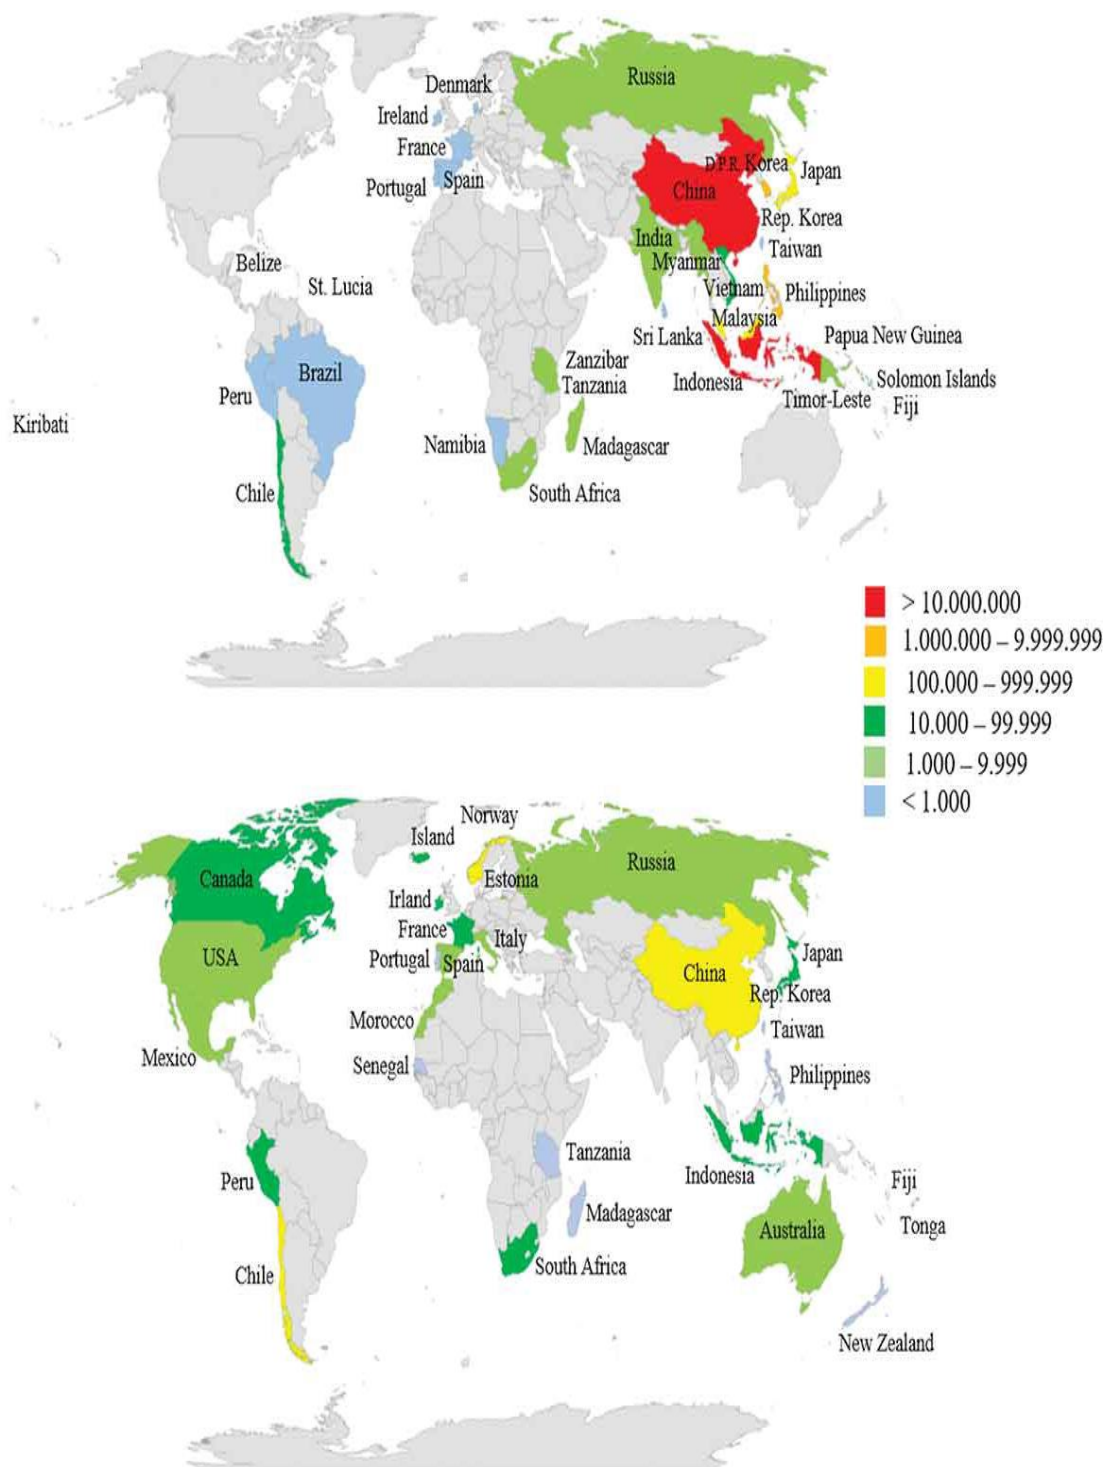 Russia
Denmark
Ireland
France
Portugal
Spain
D.P.R. Korea
Japan
China
Rep. Korea
India
Taiwan
Myanmar
Belize
St. Lucia
Vietnam
Philippines
Malaysia
Sri Lanka
Papua New Guinea
Zanzibar
Tanzania
Indonesia
Solomon Islands
Timor-Leste
Fiji
Brazil
Peru
Kiribati
Namibia
Madagascar
Chile
South Africa
> 10.000.000
1.000.000 – 9.999.999
100.000 – 999.999
10.000 – 99.999
1.000 – 9.999
< 1.000
Norway
Island
Russia
Canada
Estonia
Irland
France
Italy
USA
Portugal
Spain
Japan
China
Rep. Korea
Morocco
Taiwan
Mexico
Senegal
Philippines
Tanzania
Peru
Indonesia
Fiji
Madagascar
Tonga
Australia
Chile
South Africa
New Zealand